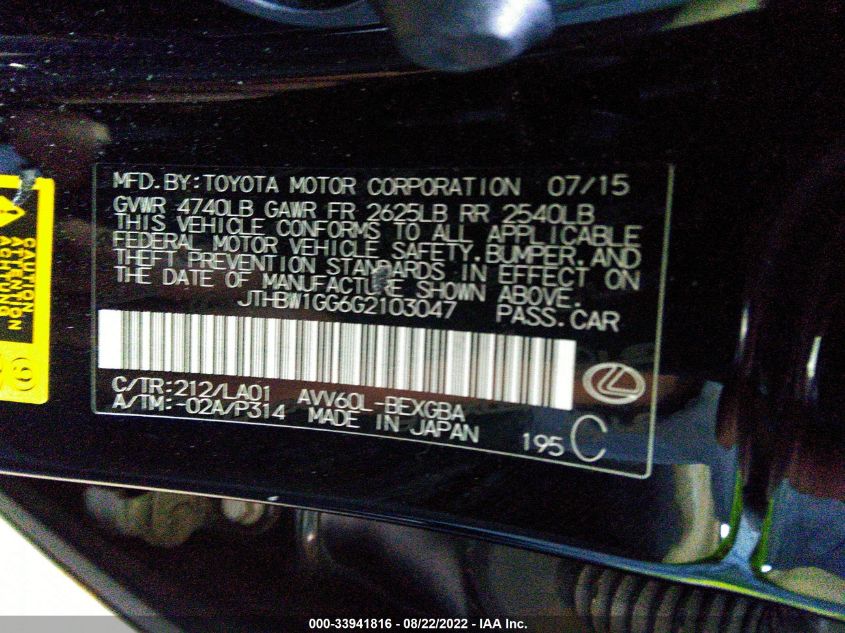 MFD.BY:TOYOTA MOTOR CORPORATION 07/15
GVWR 4740LB GAWR FR 2625LB RR 2540LB
THIS VEHICLE CONFORMS TO ALL APPLICABLE
FEDERAL MOTOR VEHICLE SAFETY,BUMPER,AND
THEFT PREVENTION STANDARDS IN EFFECT ON
THE DATE OF MANUFACTURE SHOWN ABOVE.
JTHBW1GG6G2103047 PASS.CAR
C/TR:212/LA01 AVV60L-BEXGBA
A/TM:-02A/P314 MADE IN JAPAN 195 C
CAUTION
ATTENTION
ACHTUNG
000-33941816 - 08/22/2022 - IAA Inc.